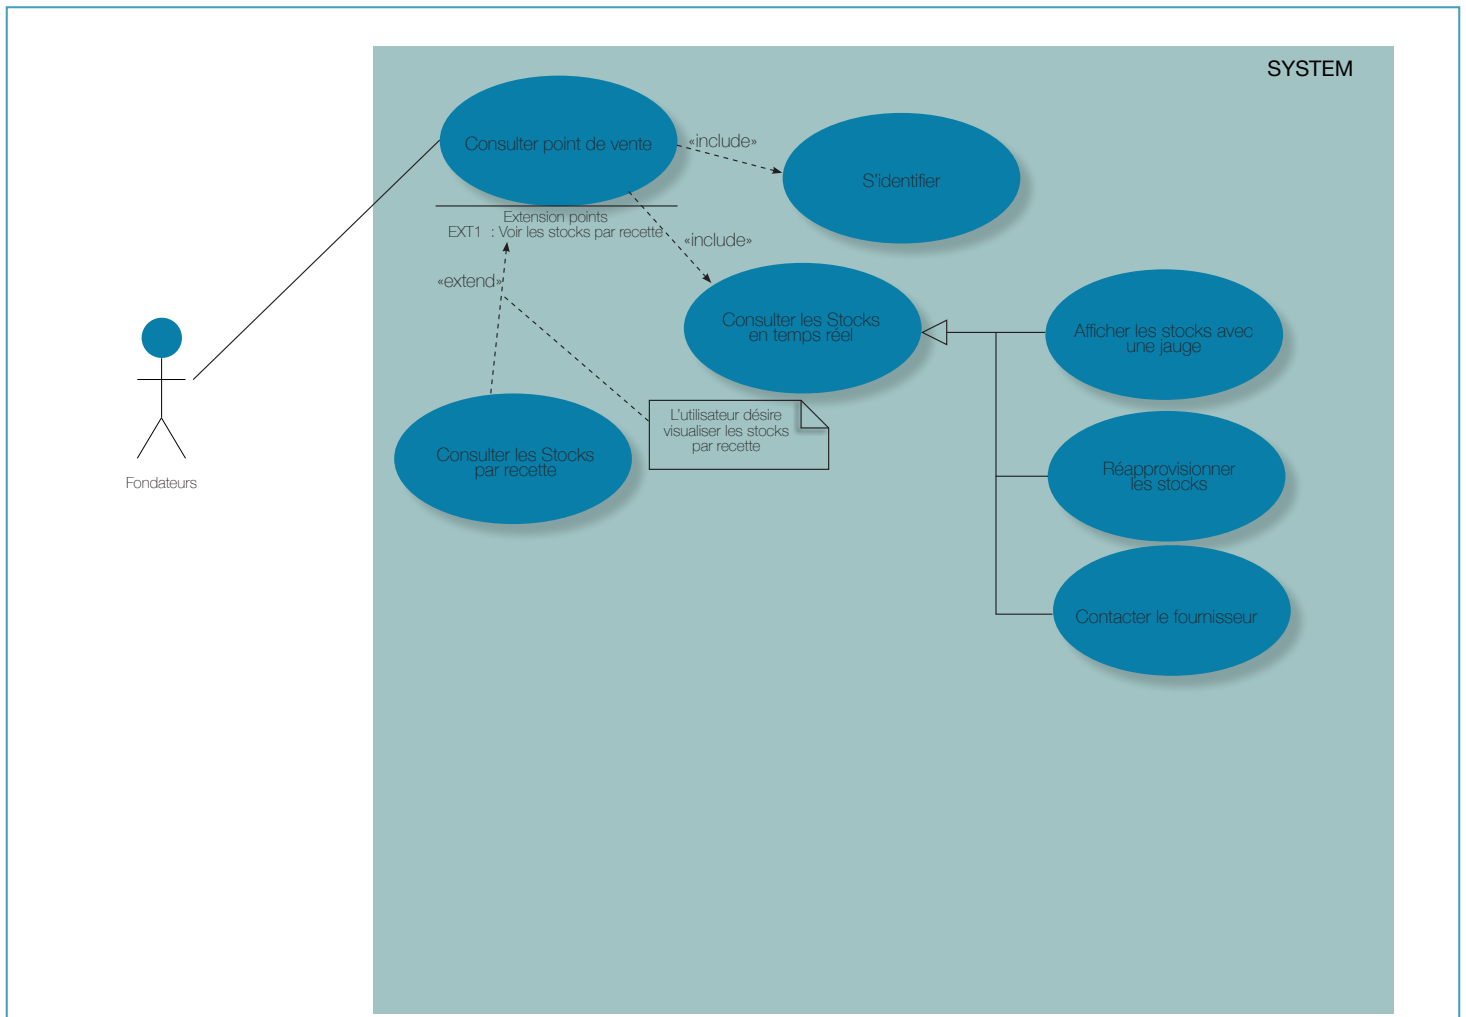 SYSTEM
Consulter point de vente
«include»
S'identifier
Extension points
EXT1 : Voir les stocks par recette
«include»
«extend»
Consulter les Stocks
en temps réel
Afficher les stocks avec
une jauge
L'utilisateur désire
visualiser les stocks
par recette
Consulter les Stocks
par recette
Réapprovisionner
les stocks
Fondateurs
Contacter le fournisseur